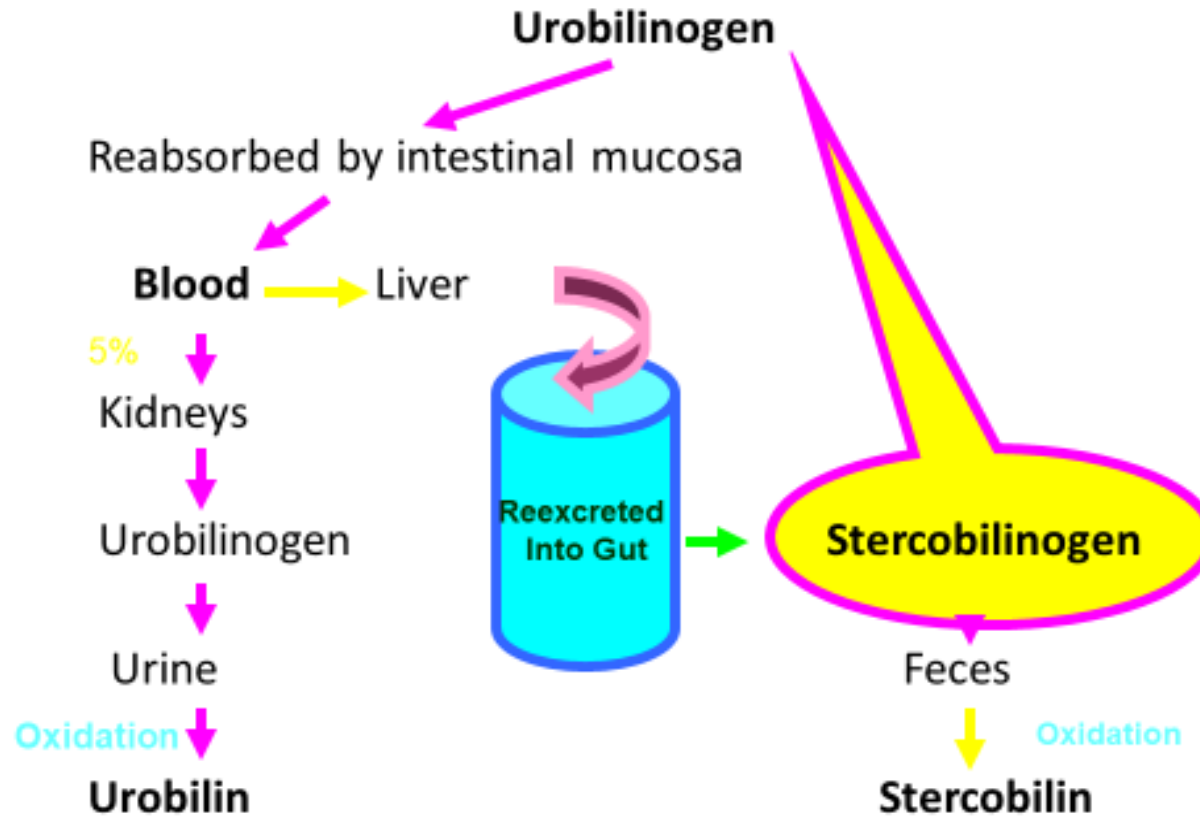 Urobilinogen
Reabsorbed by intestinal mucosa
Blood
Liver
5%
Kidneys
Reexcreted
Into Gut
Urobilinogen
Stercobilinogen
Urine
Feces
Oxidation
Oxidation
Urobilin
Stercobilin